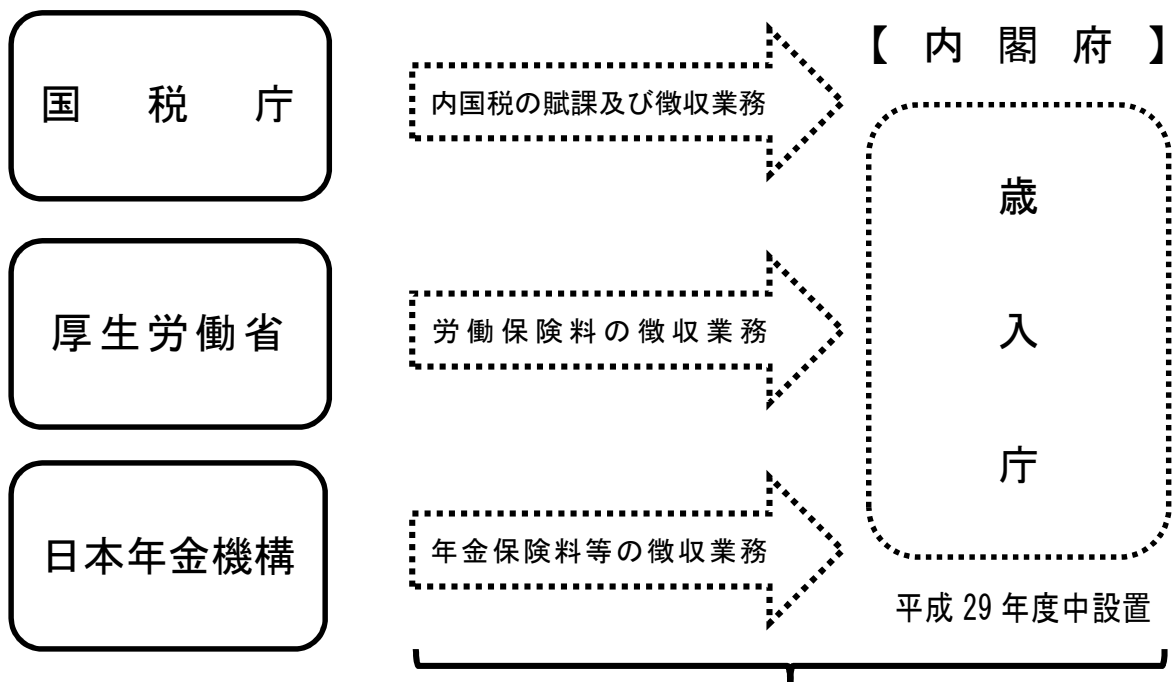 国税庁
内国税の賦課及び徴収業務
【内閣府】
歳入庁
厚生労働省
労働保険料の徴収業務
日本年金機構
年金保険料等の徴収業務
平成 29 年度中設置